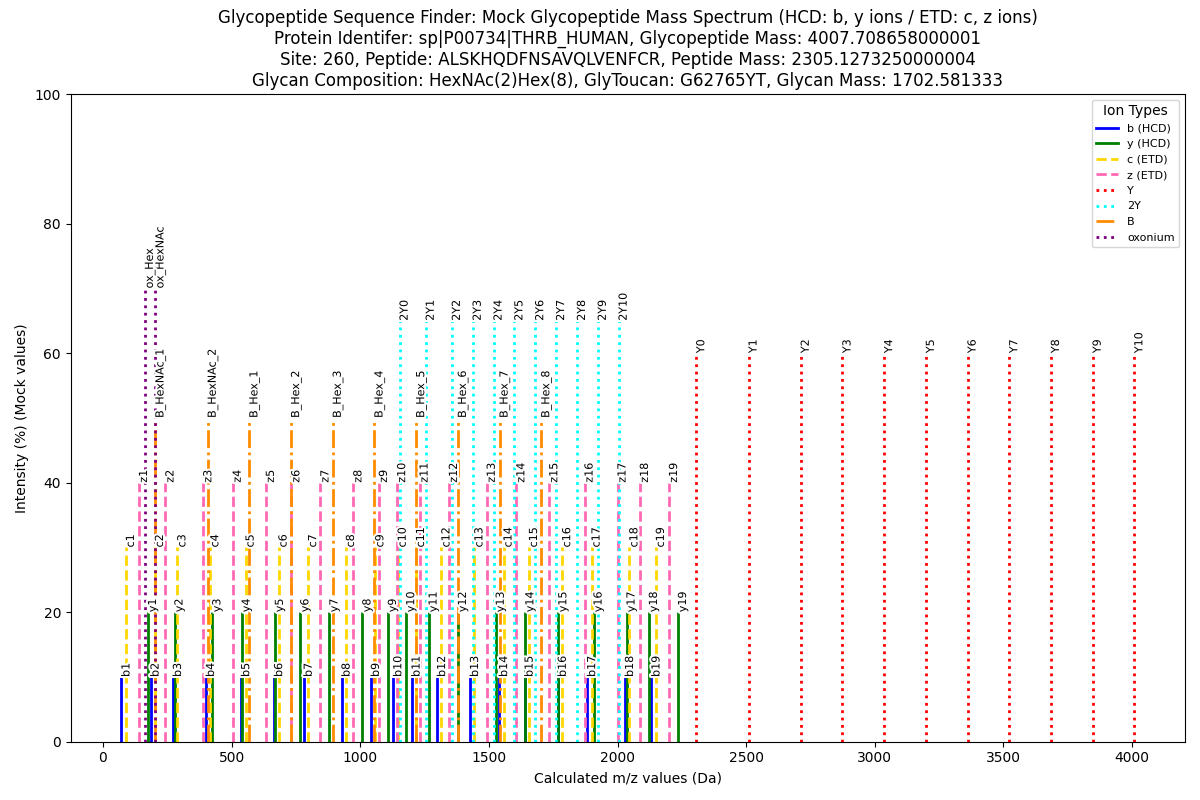 Glycopeptide Sequence Finder: Mock Glycopeptide Mass Spectrum (HCD: b, y ions / ETD: c, z ions)
Protein Identifer: sp|P00734|THRB_HUMAN, Glycopeptide Mass: 4007.708658000001
Site: 260, Peptide: ALSKHQDFNSAVQLVENFCR, Peptide Mass: 2305.1273250000004
Glycan Composition: HexNAc(2)Hex(8), GlyToucan: G62765YT, Glycan Mass: 1702.581333
Intensity (%) (Mock values)
100
80
60
40
20
0
Ion Types
b (HCD)
y (HCD)
c (ETD)
z (ETD)
Y
2Y
B
oxonium
ox_Hex
ox_HexNAc
2Y0 2Y1 2Y2 2Y3 2Y4 2Y5 2Y6 2Y7 2Y8 2Y9 2Y10
Y0 Y1 Y2 Y3 Y4 Y5 Y6 Y7 Y8 Y9 Y10
B_HexNAc_1 B_HexNAc_2 B_Hex_1 B_Hex_2 B_Hex_3 B_Hex_4 B_Hex_5 B_Hex_6 B_Hex_7 B_Hex_8
z1 z2 z3 z4 z5 z6 z7 z8 z9 z10 z11 z12 z13 z14 z15 z16 z17 z18 z19
c1 c2 c3 c4 c5 c6 c7 c8 c9 c10 c11 c12 c13 c14 c15 c16 c17 c18 c19
y1 y2 y3 y4 y5 y6 y7 y8 y9 y10 y11 y12 y13 y14 y15 y16 y17 y18 y19
b1 b2 b3 b4 b5 b6 b7 b8 b9 b10 b11 b12 b13 b14 b15 b16 b17 b18 b19
0 500 1000 1500 2000 2500 3000 3500 4000
Calculated m/z values (Da)